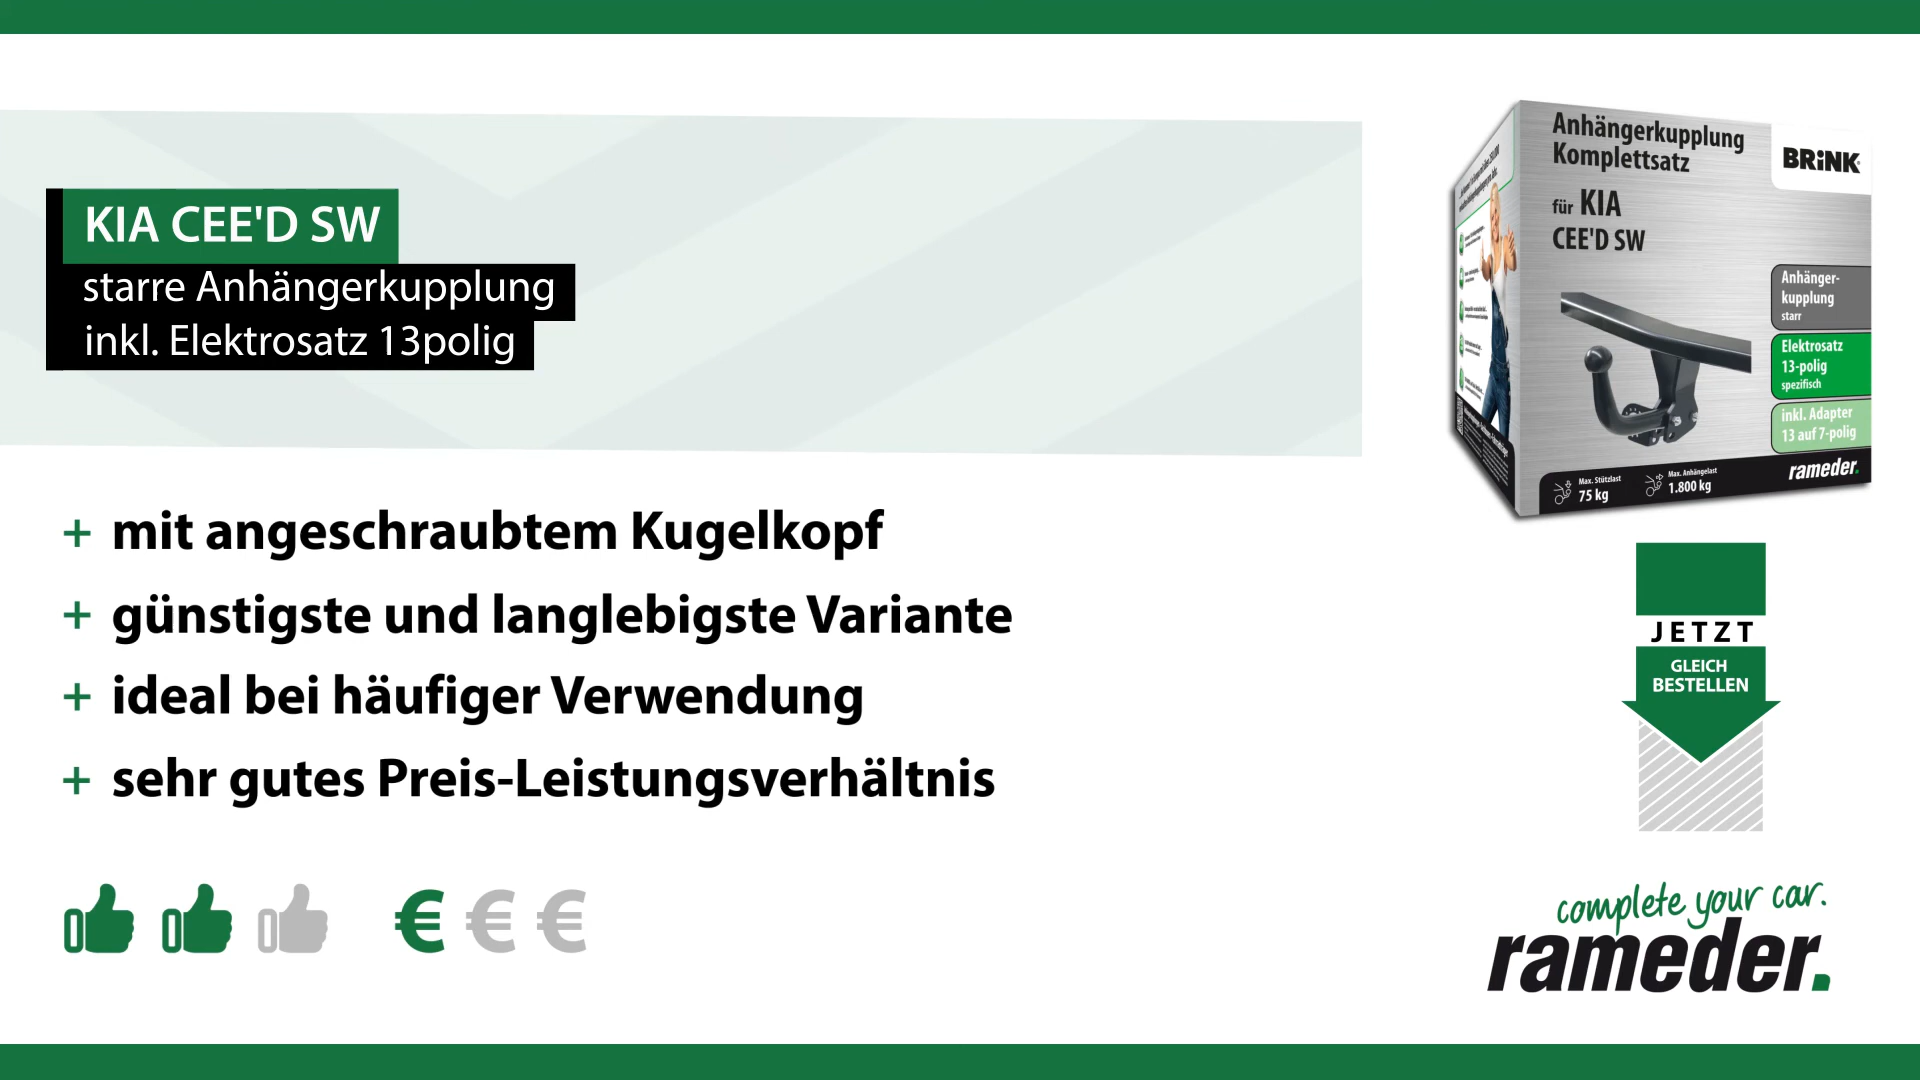 KIA CEE'D SW
starre Anhängerkupplung
inkl. Elektrosatz 13polig
+ mit angeschraubtem Kugelkopf
+ günstigste und langlebigste Variante
+ ideal bei häufiger Verwendung
+ sehr gutes Preis-Leistungsverhältnis
€ € €
Anhängerkupplung
Komplettsatz
BRiNK
für KIA
CEE'D SW
Anhänger-
kupplung
starr
Elektrosatz
13-polig
spezifisch
inkl. Adapter
13 auf 7-polig
rameder.
Max. Stützlast
75 kg
Max. Anhängelast
1.800 kg
JETZT
GLEICH
BESTELLEN
complete your car.
rameder.